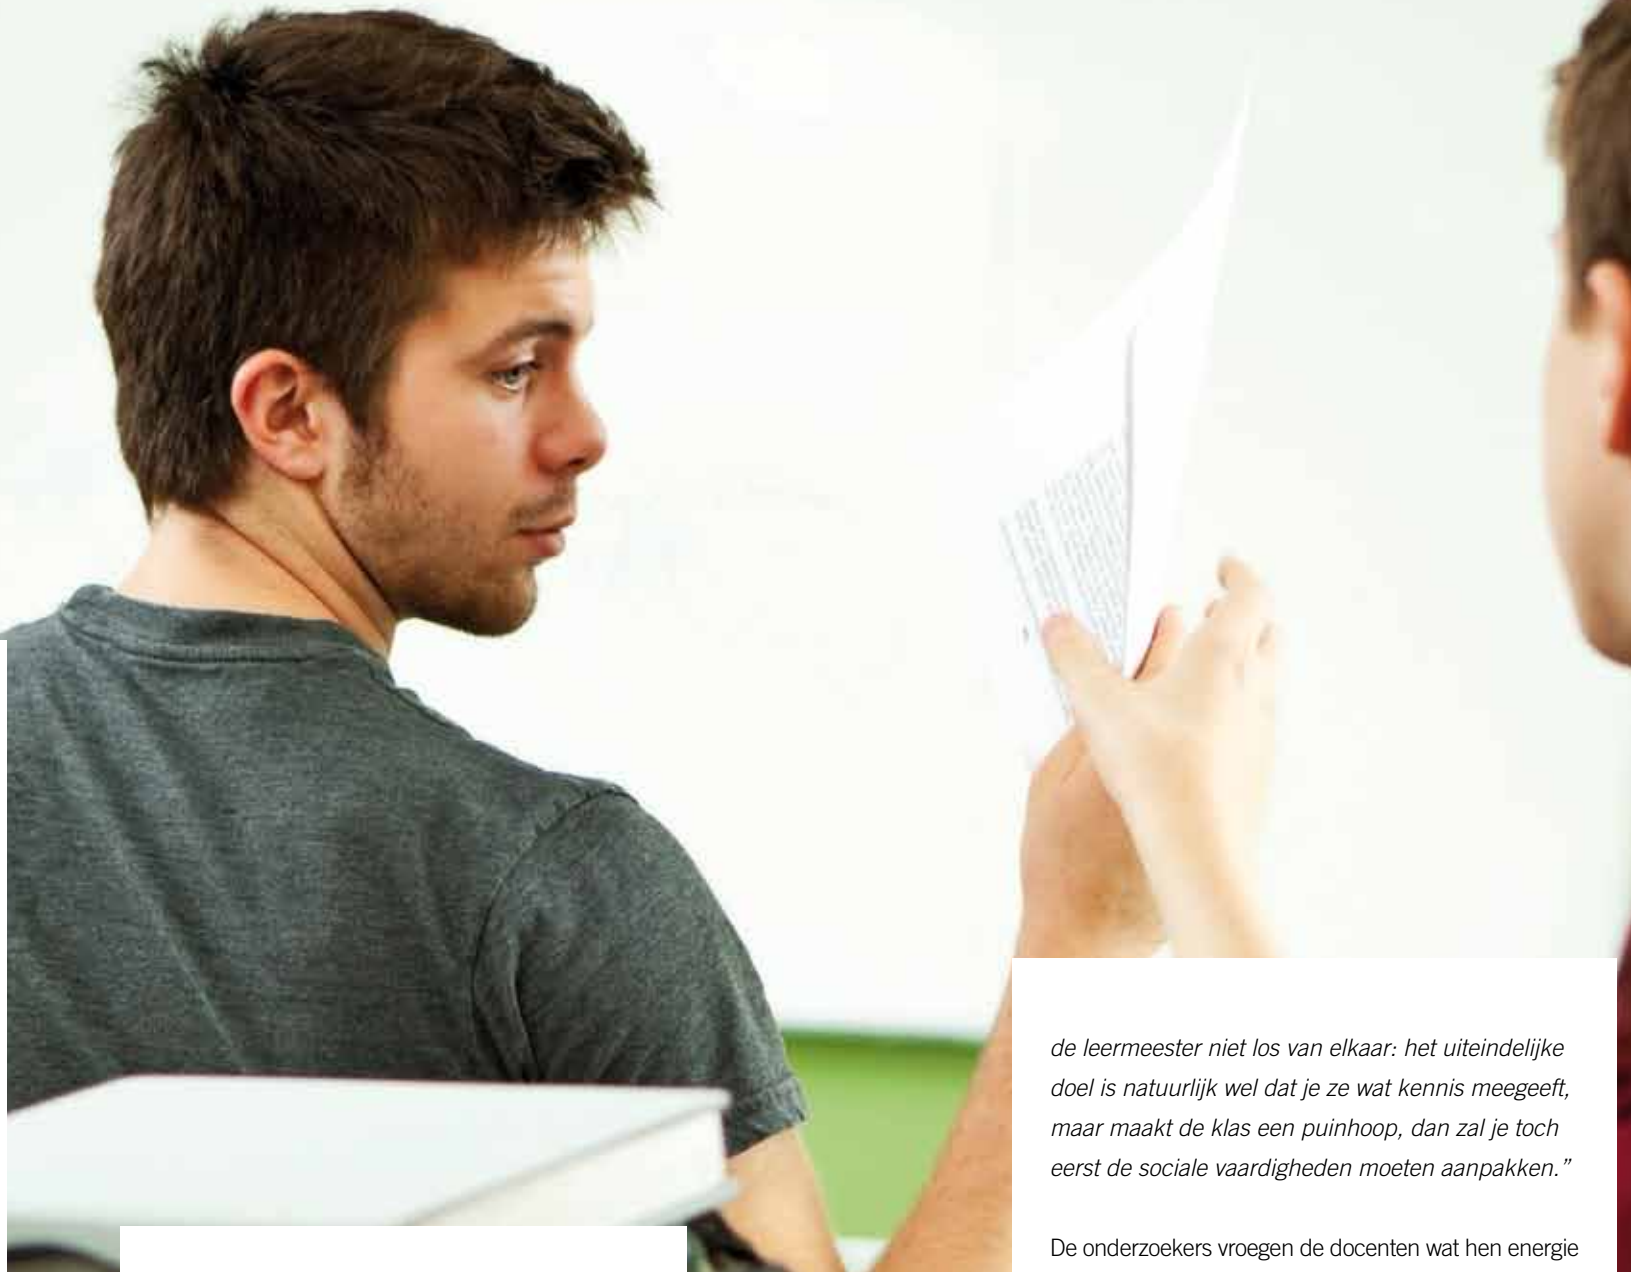 de leermeester niet los van elkaar: het uiteindelijke
doel is natuurlijk wel dat je ze wat kennis meegeeft,
maar maakt de klas een puinhoop, dan zal je toch
eerst de sociale vaardigheden moeten aanpakken.”
De onderzoekers vroegen de docenten wat hen energie